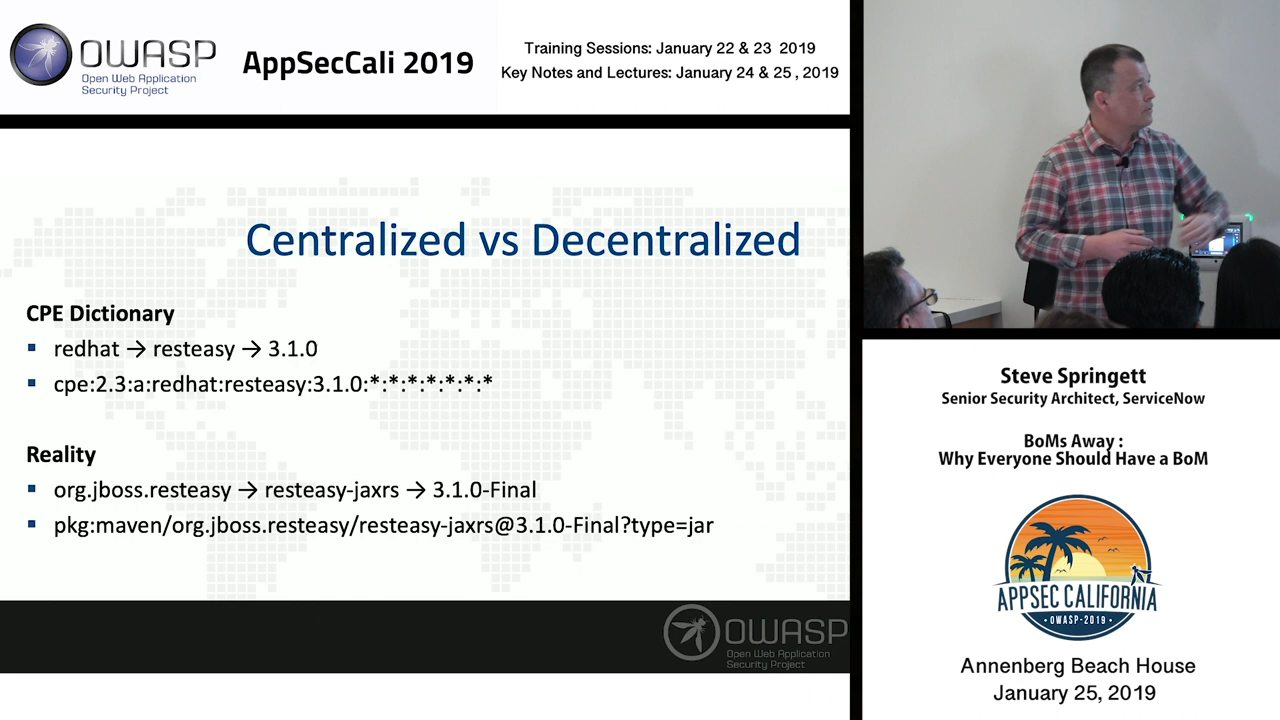 OWASP
Open Web Application
Security Project
AppSecCali 2019
Training Sessions: January 22 & 23 2019
Key Notes and Lectures: January 24 & 25 , 2019
Centralized vs Decentralized
CPE Dictionary
redhat → resteasy → 3.1.0
cpe:2.3:a:redhat:resteasy:3.1.0:*:*:*:*:*:*:*
Reality
org.jboss.resteasy → resteasy-jaxrs → 3.1.0-Final
pkg:maven/org.jboss.resteasy/resteasy-jaxrs@3.1.0-Final?type=jar
OWASP
Open Web Application
Security Project
Steve Springett
Senior Security Architect, ServiceNow
BoMs Away :
Why Everyone Should Have a BoM
APPSEC CALIFORNIA
• OWASP-2019 •
Annenberg Beach House
January 25, 2019